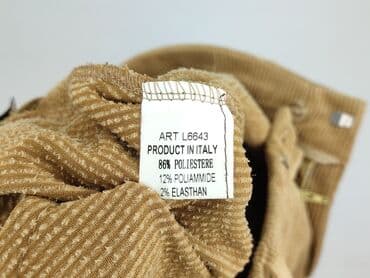 ART L6643
PRODUCT IN ITALY
86% POLIESTERE
12% POLIAMMIDE
2% ELASTHAN